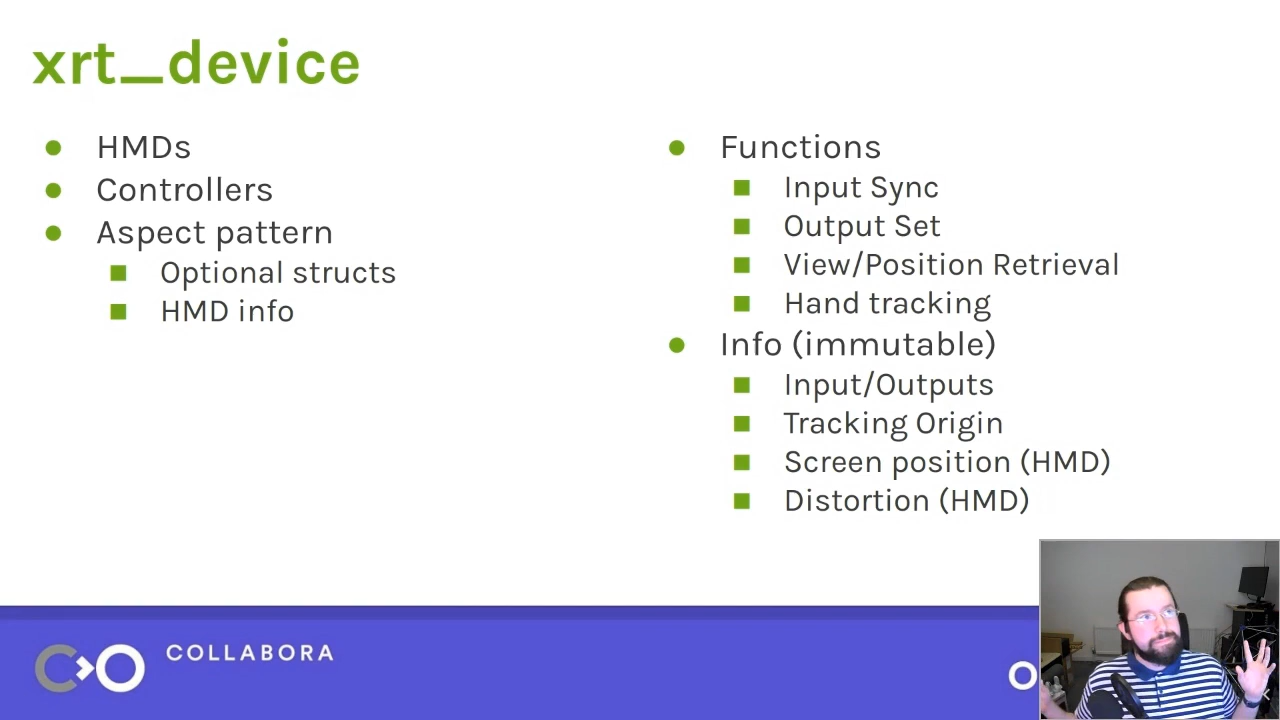 xrt_device
HMDs
Controllers
Aspect pattern
Optional structs
HMD info
Functions
Input Sync
Output Set
View/Position Retrieval
Hand tracking
Info (immutable)
Input/Outputs
Tracking Origin
Screen position (HMD)
Distortion (HMD)
COLLABORA